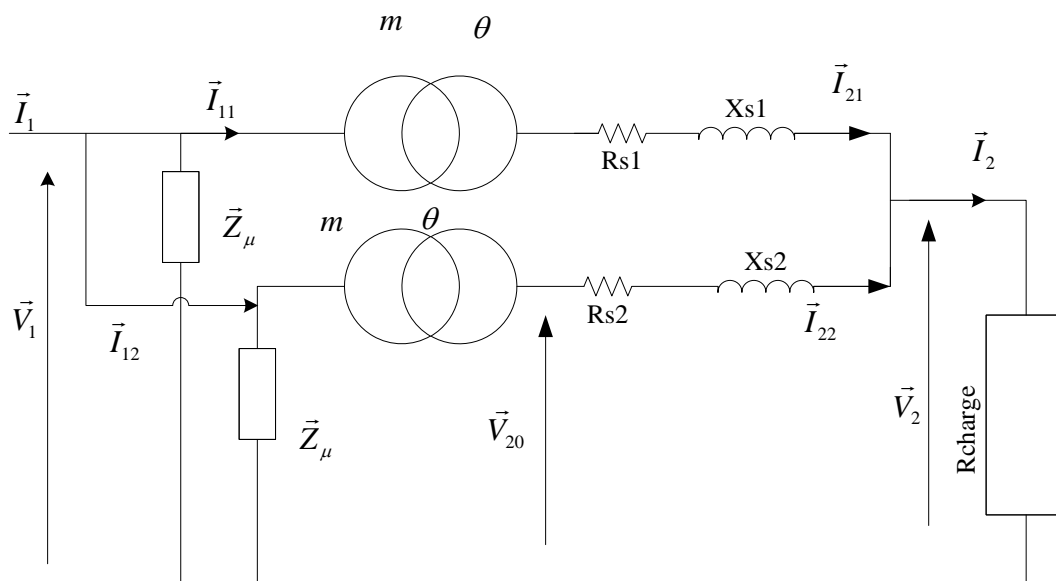 m θ
I⃗₁ I⃗₁₁ Xs1 I⃗₂₁
Rs1 I⃗₂
Z⃗μ m θ
Xs2
V⃗₁ I⃗₁₂ Rs2 I⃗₂₂
Z⃗μ V⃗₂₀ V⃗₂ Rcharge